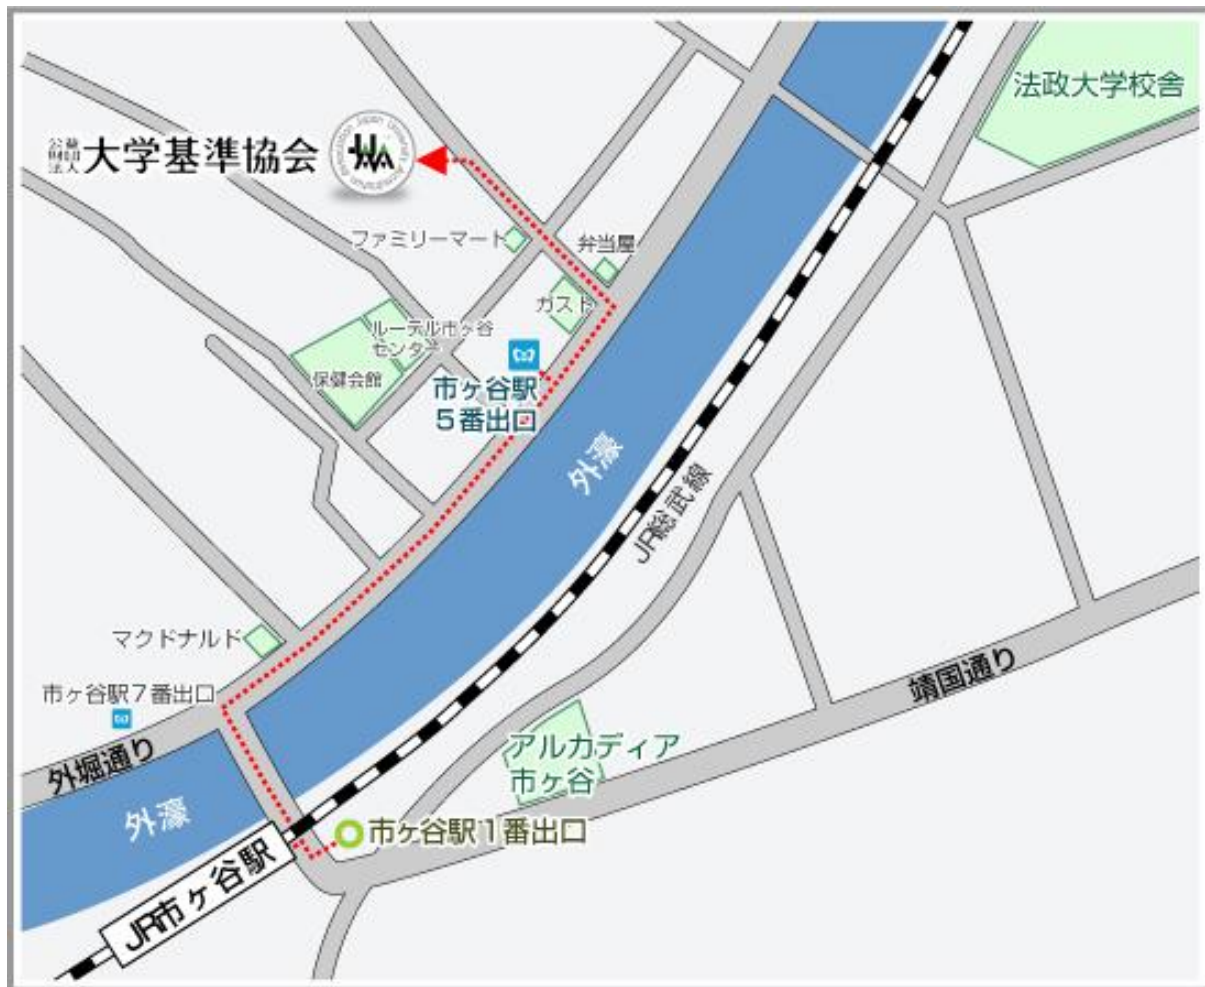 法政大学校舎
公益
財団
法人
大学基準協会
Japan University Accreditation Association
JUAA
ファミリーマート
弁当屋
ガスト
ルーテル市ヶ谷
センター
保健会館
市ヶ谷駅
5番出口
外濠
JR総武線
マクドナルド
市ヶ谷駅7番出口
外堀通り
外濠
靖国通り
アルカディア
市ヶ谷
市ヶ谷駅1番出口
JR市ヶ谷駅